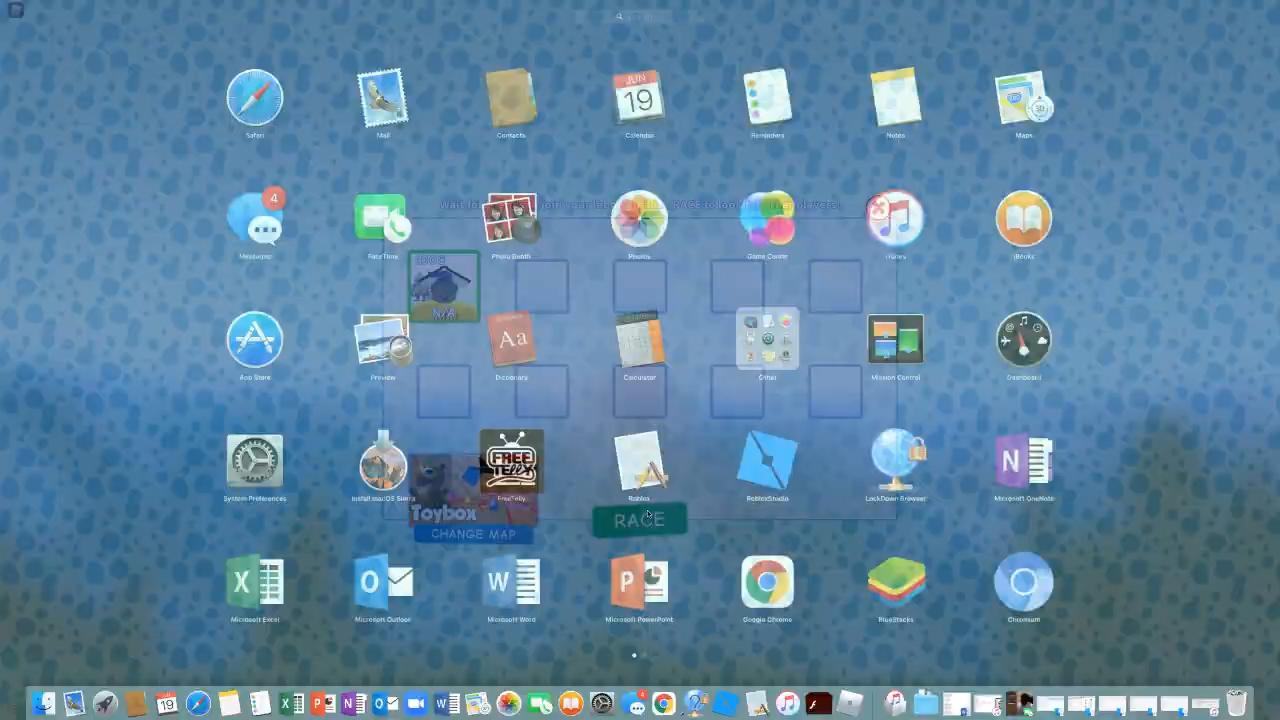 Safari Mail Contacts JUN 19 Calendar Reminders Notes 3D Maps
4
Messages FaceTime Photo Booth Photos Game Center iTunes iBooks
N/A
App Store Preview Aa Dictionary Calculator Other Mission Control Dashboard
System Preferences Install macOS Sierra FREE TELLY FreeTelly Roblox RobloxStudio LockDown Browser N Microsoft OneNote
Toybox
RACE
CHANGE MAP
X Microsoft Excel O Microsoft Outlook W Microsoft Word P Microsoft PowerPoint Google Chrome BlueStacks Chromium
19